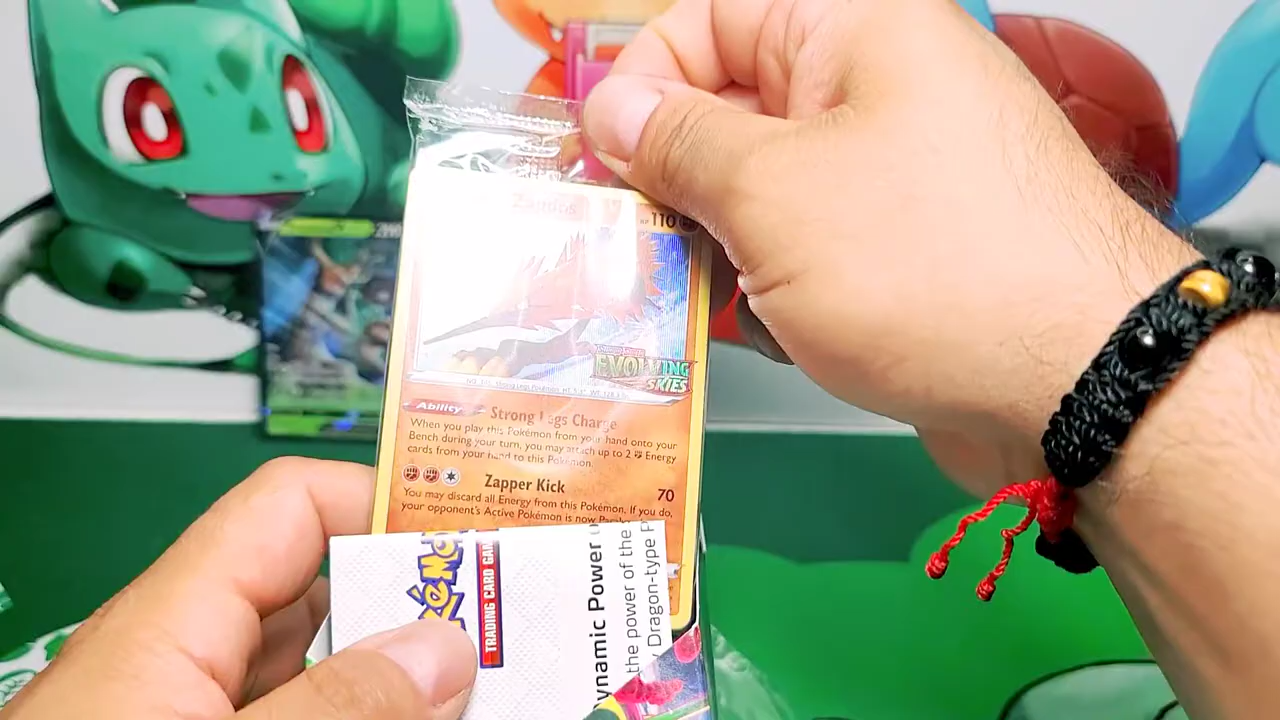 Zapdos
HP 110
EVOLVING
SKIES
Ability
Strong Legs Charge
When you play this Pokémon from your hand onto your
Bench during your turn, you may attach up to 2 Energy
cards from your hand to this Pokémon.
Zapper Kick 70
You may discard all Energy from this Pokémon. If you do,
your opponent's Active Pokémon is now
kémo
TRADING CARD GAM
ynamic Power
the power of the
Dragon-type